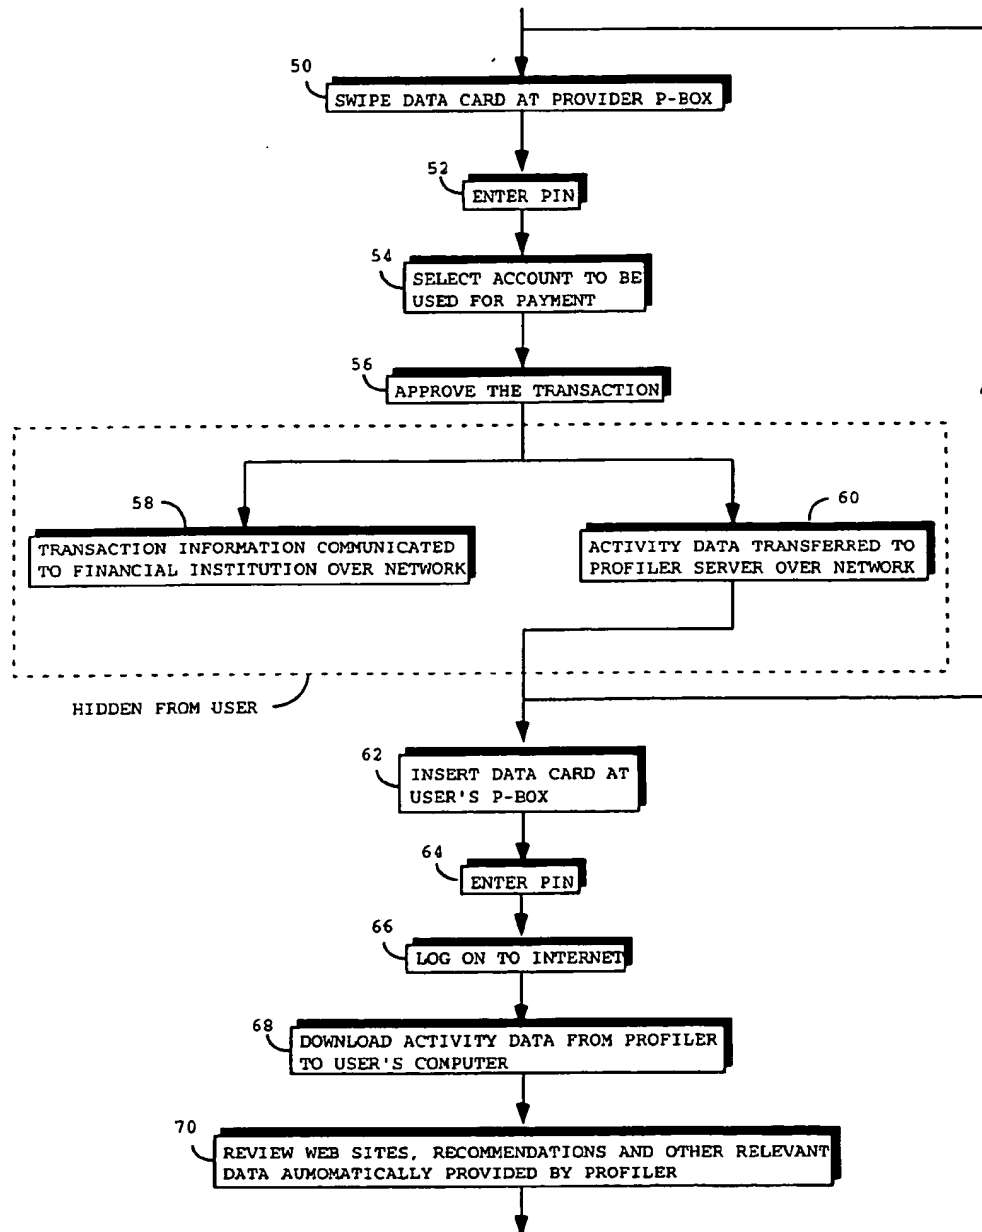 50
SWIPE DATA CARD AT PROVIDER P-BOX
52
ENTER PIN
54
SELECT ACCOUNT TO BE
USED FOR PAYMENT
56
APPROVE THE TRANSACTION
58
TRANSACTION INFORMATION COMMUNICATED
TO FINANCIAL INSTITUTION OVER NETWORK
60
ACTIVITY DATA TRANSFERRED TO
PROFILER SERVER OVER NETWORK
HIDDEN FROM USER
62
INSERT DATA CARD AT
USER'S P-BOX
64
ENTER PIN
66
LOG ON TO INTERNET
68
DOWNLOAD ACTIVITY DATA FROM PROFILER
TO USER'S COMPUTER
70
REVIEW WEB SITES, RECOMMENDATIONS AND OTHER RELEVANT
DATA AUMOMATICALLY PROVIDED BY PROFILER